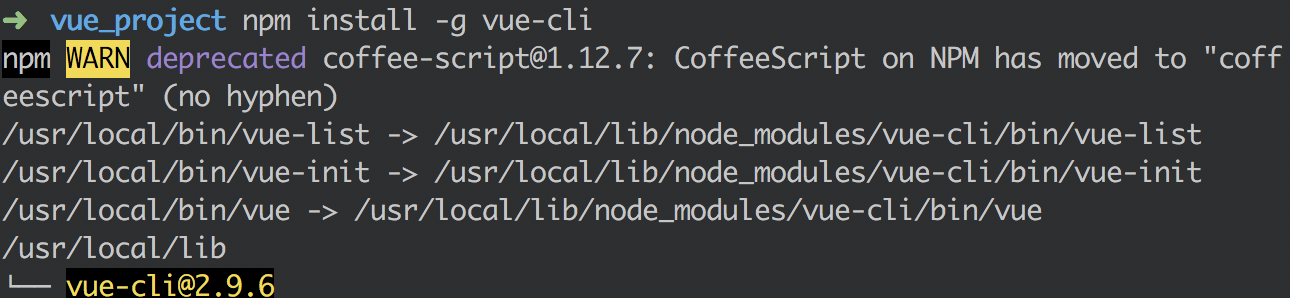 ➜ vue_project npm install -g vue-cli
npm WARN deprecated coffee-script@1.12.7: CoffeeScript on NPM has moved to "coff
eescript" (no hyphen)
/usr/local/bin/vue-list -> /usr/local/lib/node_modules/vue-cli/bin/vue-list
/usr/local/bin/vue-init -> /usr/local/lib/node_modules/vue-cli/bin/vue-init
/usr/local/bin/vue -> /usr/local/lib/node_modules/vue-cli/bin/vue
/usr/local/lib
└── vue-cli@2.9.6